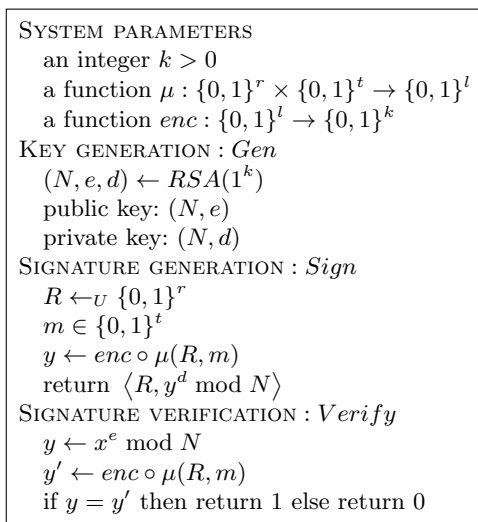 SYSTEM PARAMETERS
an integer k > 0
a function μ : {0, 1}^r × {0, 1}^t → {0, 1}^l
a function enc : {0, 1}^l → {0, 1}^k
KEY GENERATION : Gen
(N, e, d) ← RSA(1^k)
public key: (N, e)
private key: (N, d)
SIGNATURE GENERATION : Sign
R ←_U {0, 1}^r
m ∈ {0, 1}^t
y ← enc ∘ μ(R, m)
return ⟨R, y^d mod N⟩
SIGNATURE VERIFICATION : Verify
y ← x^e mod N
y′ ← enc ∘ μ(R, m)
if y = y′ then return 1 else return 0